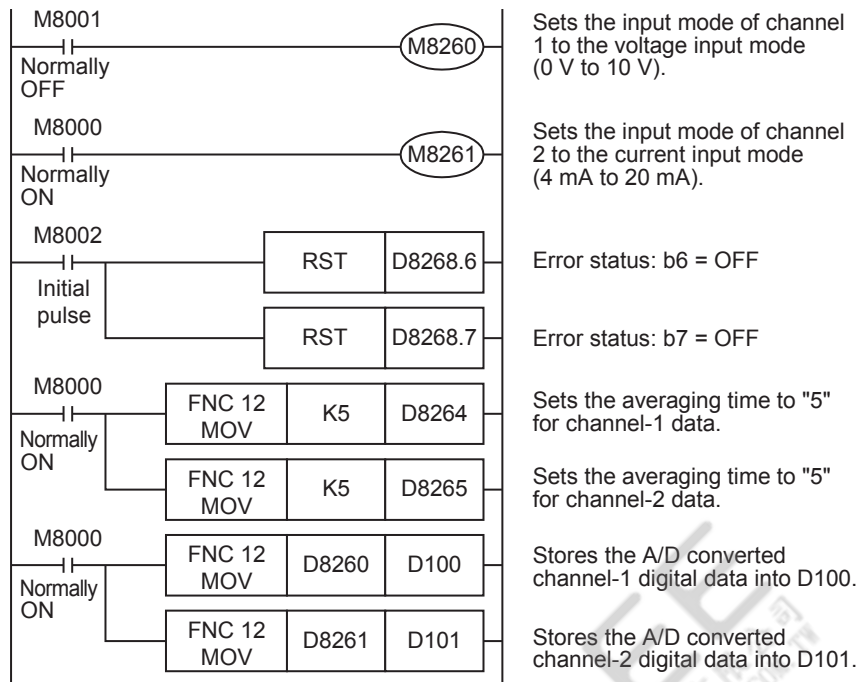 M8001
M8260
Normally
OFF
Sets the input mode of channel
1 to the voltage input mode
(0 V to 10 V).
M8000
M8261
Normally
ON
Sets the input mode of channel
2 to the current input mode
(4 mA to 20 mA).
M8002
Initial
pulse
RST D8268.6
Error status: b6 = OFF
RST D8268.7
Error status: b7 = OFF
M8000
Normally
ON
FNC 12
MOV K5 D8264
Sets the averaging time to "5"
for channel-1 data.
FNC 12
MOV K5 D8265
Sets the averaging time to "5"
for channel-2 data.
M8000
Normally
ON
FNC 12
MOV D8260 D100
Stores the A/D converted
channel-1 digital data into D100.
FNC 12
MOV D8261 D101
Stores the A/D converted
channel-2 digital data into D101.